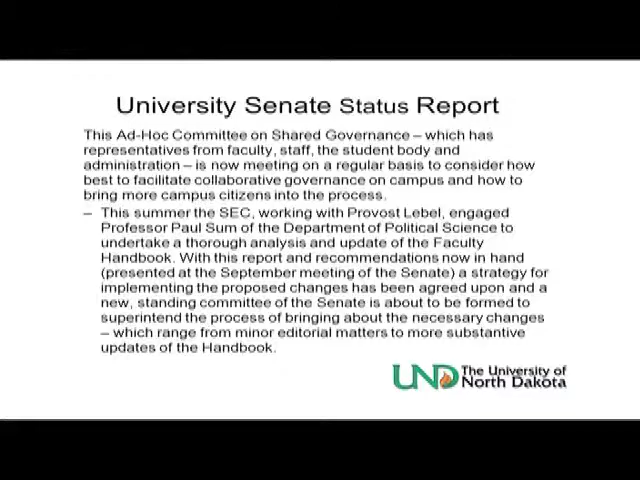 University Senate Status Report
This Ad-Hoc Committee on Shared Governance – which has
representatives from faculty, staff, the student body and
administration – is now meeting on a regular basis to consider how
best to facilitate collaborative governance on campus and how to
bring more campus citizens into the process.
– This summer the SEC, working with Provost Lebel, engaged
Professor Paul Sum of the Department of Political Science to
undertake a thorough analysis and update of the Faculty
Handbook. With this report and recommendations now in hand
(presented at the September meeting of the Senate) a strategy for
implementing the proposed changes has been agreed upon and a
new, standing committee of the Senate is about to be formed to
superintend the process of bringing about the necessary changes
– which range from minor editorial matters to more substantive
updates of the Handbook.
UND The University of
North Dakota